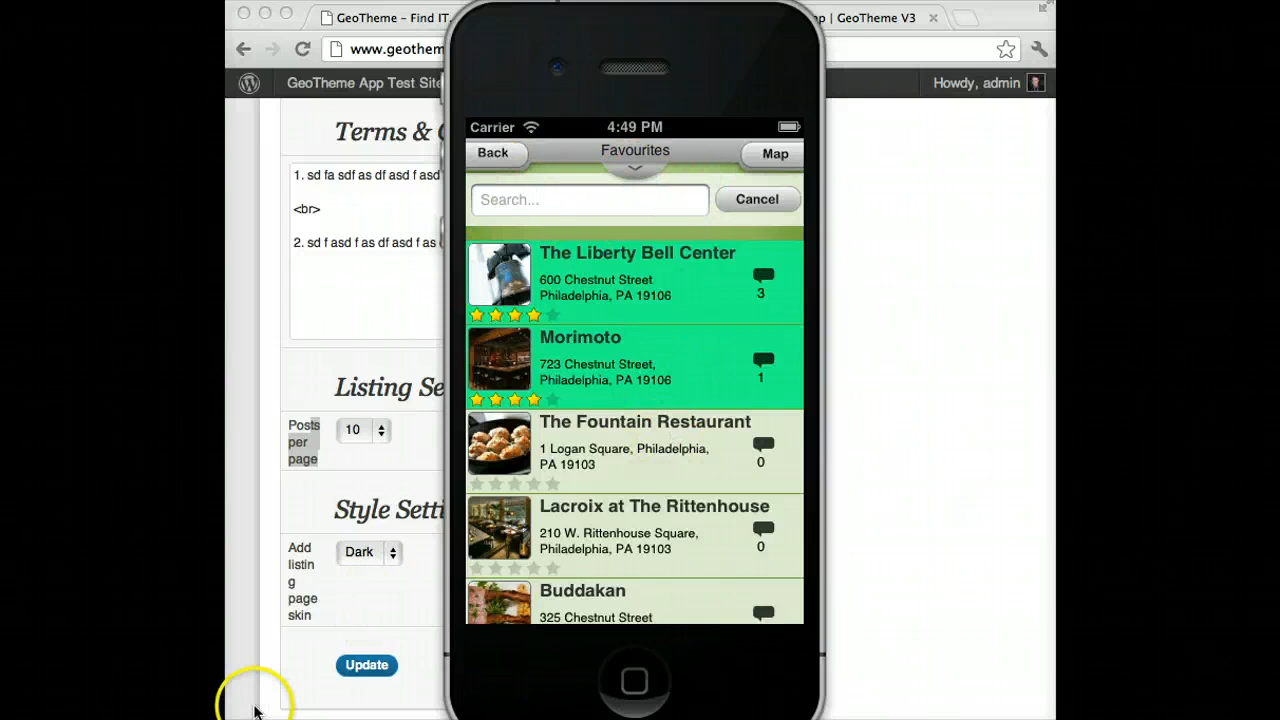 GeoTheme – Find IT.
p | GeoTheme V3
www.geothem
GeoTheme App Test Site
Howdy, admin
Terms & C
1. sd fa sdf as df asd f asd
<br>
2. sd f asd f as df asd f as
Listing Se
Posts
per
page
10
Style Setti
Add
listin
g
page
skin
Dark
Update
Carrier
4:49 PM
Back
Favourites
Map
Search...
Cancel
The Liberty Bell Center
600 Chestnut Street
Philadelphia, PA 19106
3
Morimoto
723 Chestnut Street,
Philadelphia, PA 19106
1
The Fountain Restaurant
1 Logan Square, Philadelphia,
PA 19103
0
Lacroix at The Rittenhouse
210 W. Rittenhouse Square,
Philadelphia, PA 19103
0
Buddakan
325 Chestnut Street